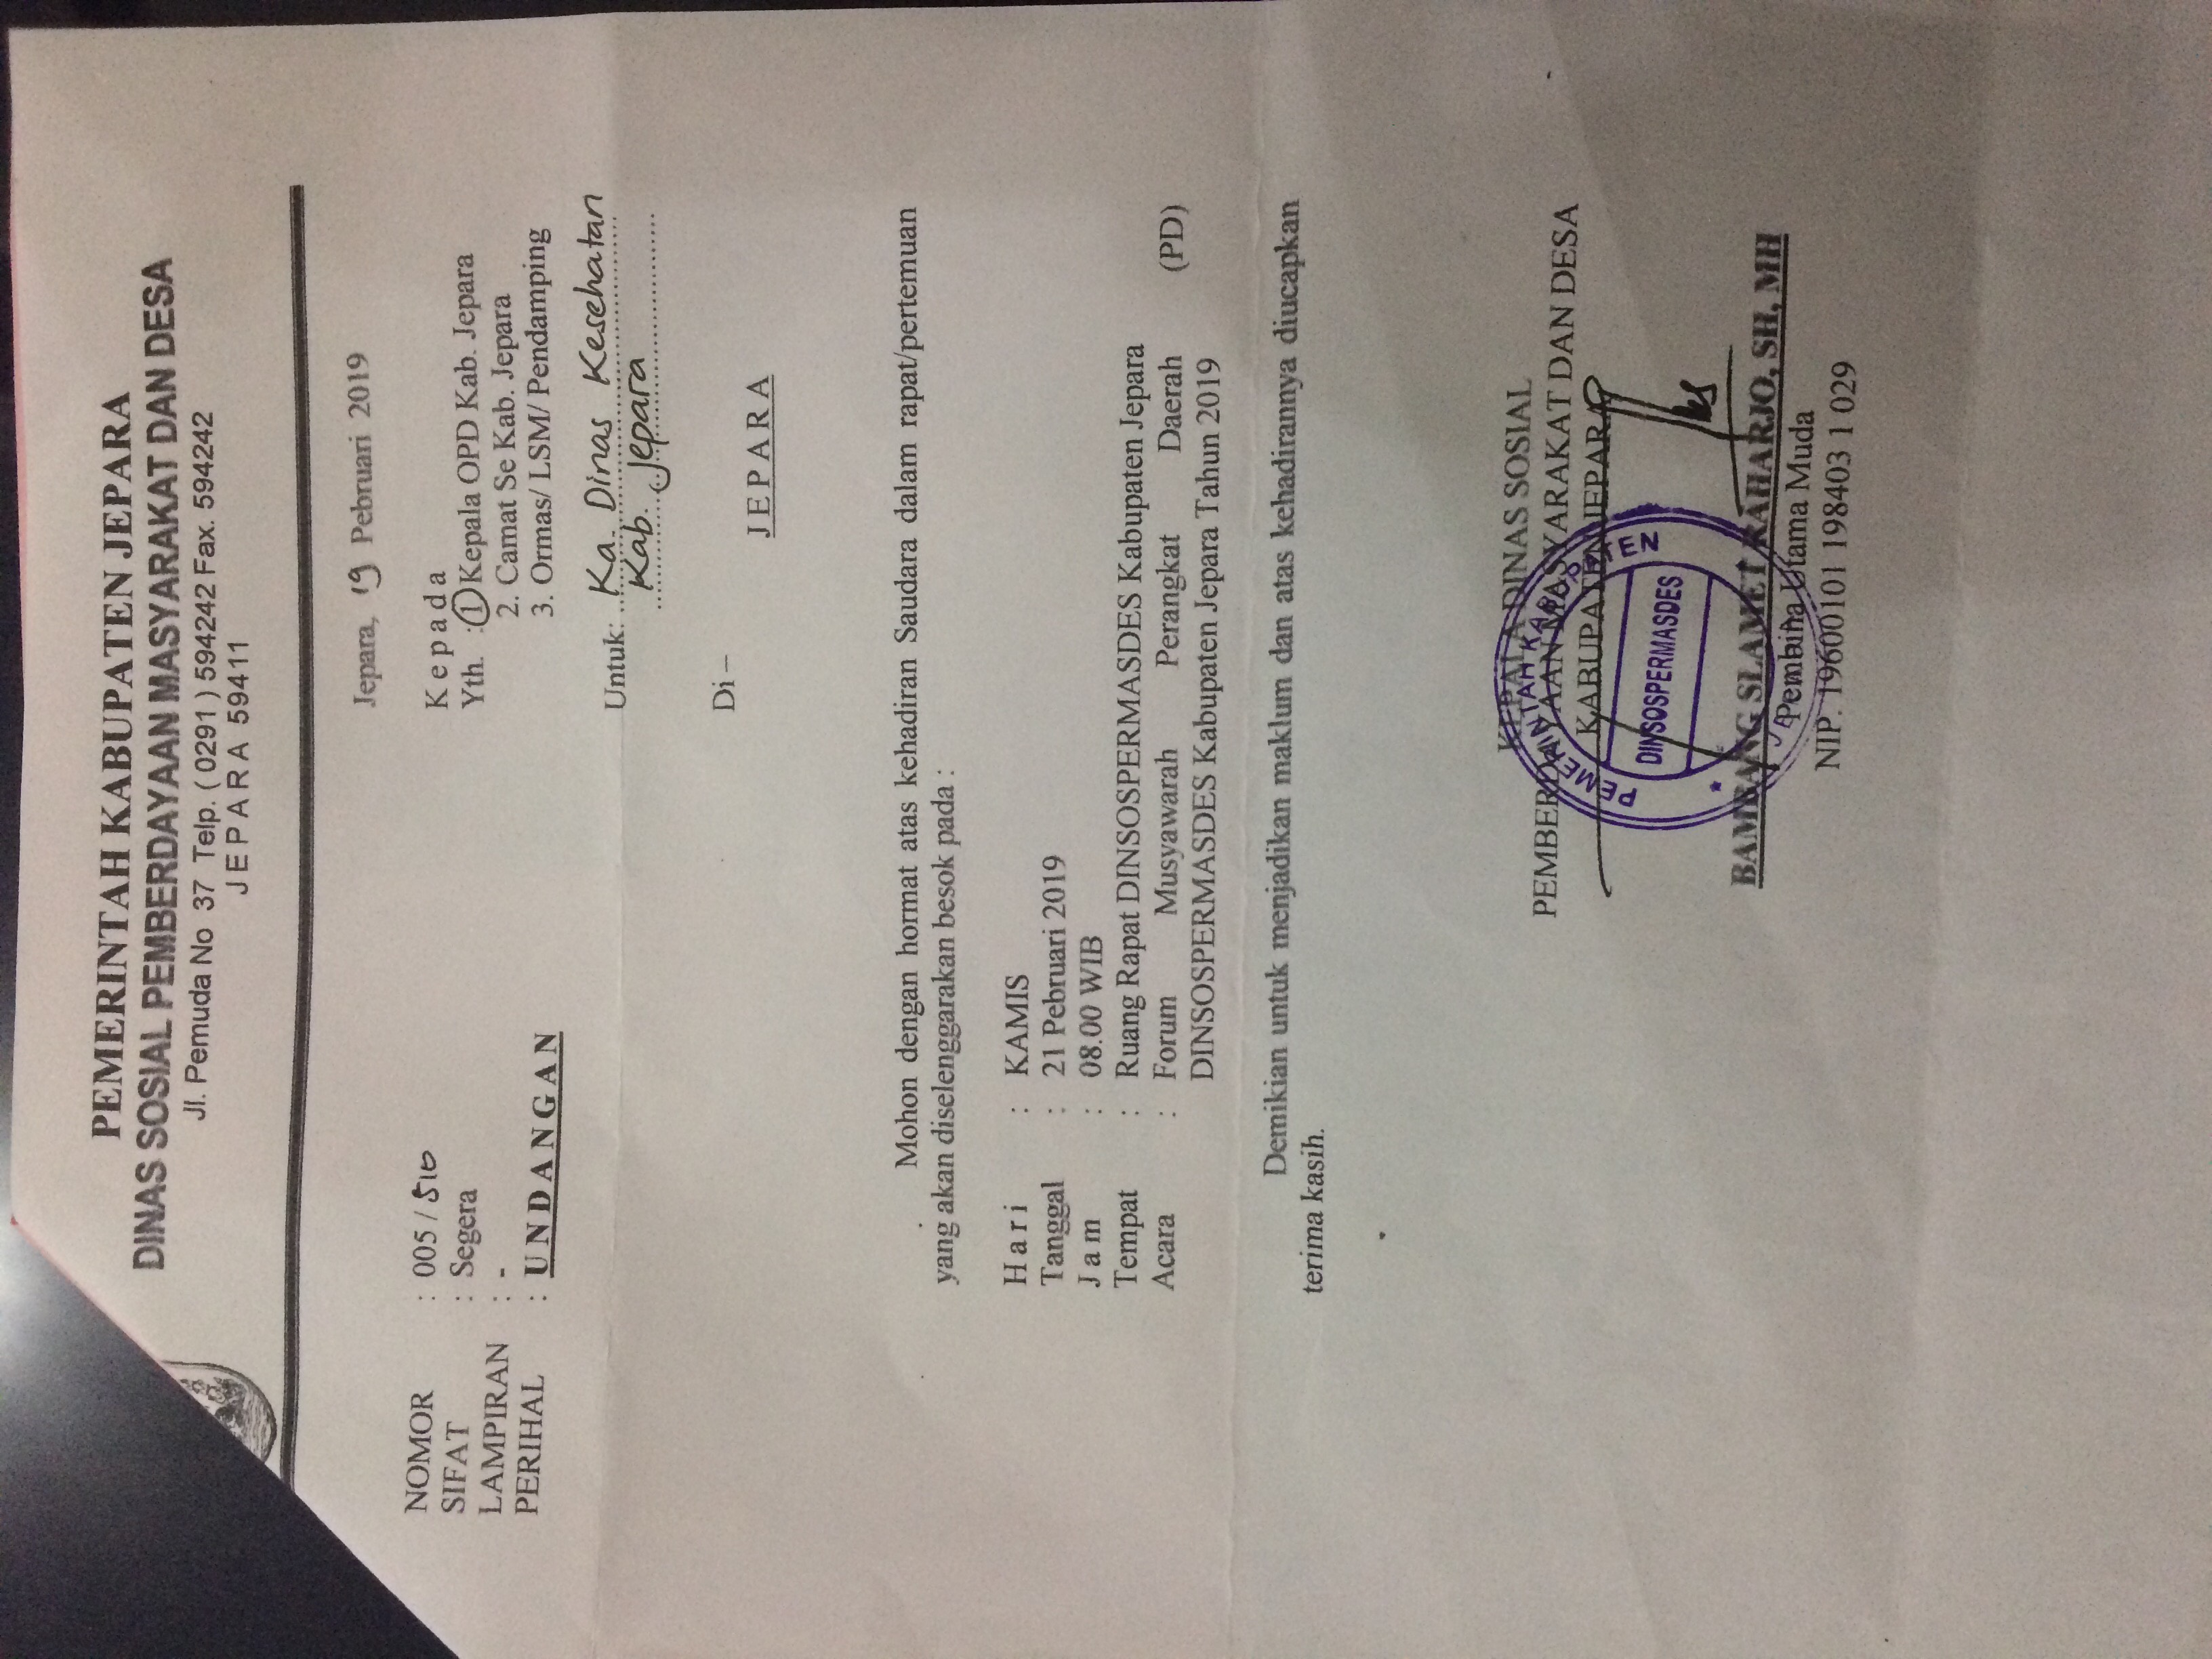 PEMERINTAH KABUPATEN JEPARA
DINAS SOSIAL PEMBERDAYAAN MASYARAKAT DAN DESA
Jl. Pemuda No 37 Telp. ( 0291 ) 594242 Fax. 594242
JEPARA 59411
Jepara, 19 Pebruari 2019
NOMOR : 005 / 510
SIFAT : Segera
LAMPIRAN : -
PERIHAL : UNDANGAN
Kepada
Yth. : 1 Kepala OPD Kab. Jepara
2. Camat Se Kab. Jepara
3. Ormas/ LSM/ Pendamping
Untuk: Ka. Dinas Kesehatan
Kab. Jepara
Di –
JEPARA
Mohon dengan hormat atas kehadiran Saudara dalam rapat/pertemuan
yang akan diselenggarakan besok pada :
Hari : KAMIS
Tanggal : 21 Pebruari 2019
Jam : 08.00 WIB
Tempat : Ruang Rapat DINSOSPERMASDES Kabupaten Jepara
Acara : Forum Musyawarah Perangkat Daerah (PD)
DINSOSPERMASDES Kabupaten Jepara Tahun 2019
Demikian untuk menjadikan maklum dan atas kehadirannya diucapkan
terima kasih.
KEPALA DINAS SOSIAL
PEMBERDAYAAN MASYARAKAT DAN DESA
KABUPATEN JEPARA
PEMERINTAH KABUPATEN
DINSOSPERMASDES
JEPARA
BAMBANG SLAMET RAHARJO, SH, MH
Pembina Utama Muda
NIP. 19600101 198403 1 029